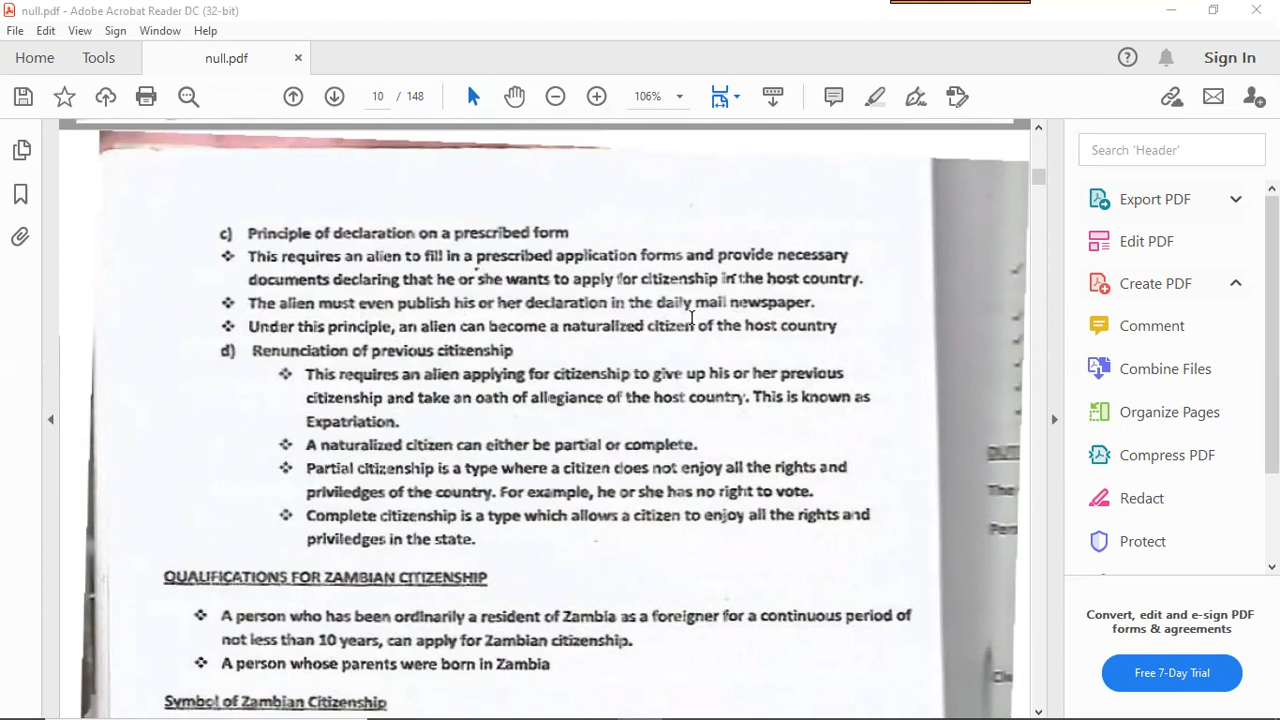 null.pdf - Adobe Acrobat Reader DC (32-bit)
File Edit View Sign Window Help
Home Tools null.pdf × Sign In
10 / 148 106%
c) Principle of declaration on a prescribed form
❖ This requires an alien to fill in a prescribed application forms and provide necessary
documents declaring that he or she wants to apply for citizenship in the host country.
❖ The alien must even publish his or her declaration in the daily mail newspaper.
❖ Under this principle, an alien can become a naturalized citizen of the host country
d) Renunciation of previous citizenship
❖ This requires an alien applying for citizenship to give up his or her previous
citizenship and take an oath of allegiance of the host country. This is known as
Expatriation.
❖ A naturalized citizen can either be partial or complete.
❖ Partial citizenship is a type where a citizen does not enjoy all the rights and
priviledges of the country. For example, he or she has no right to vote.
❖ Complete citizenship is a type which allows a citizen to enjoy all the rights and
priviledges in the state.
QUALIFICATIONS FOR ZAMBIAN CITIZENSHIP
❖ A person who has been ordinarily a resident of Zambia as a foreigner for a continuous period of
not less than 10 years, can apply for Zambian citizenship.
❖ A person whose parents were born in Zambia
Symbol of Zambian Citizenship
The
Search 'Header'
Export PDF
Edit PDF
Create PDF
Comment
Combine Files
Organize Pages
Compress PDF
Redact
Protect
Convert, edit and e-sign PDF
forms & agreements
Free 7-Day Trial